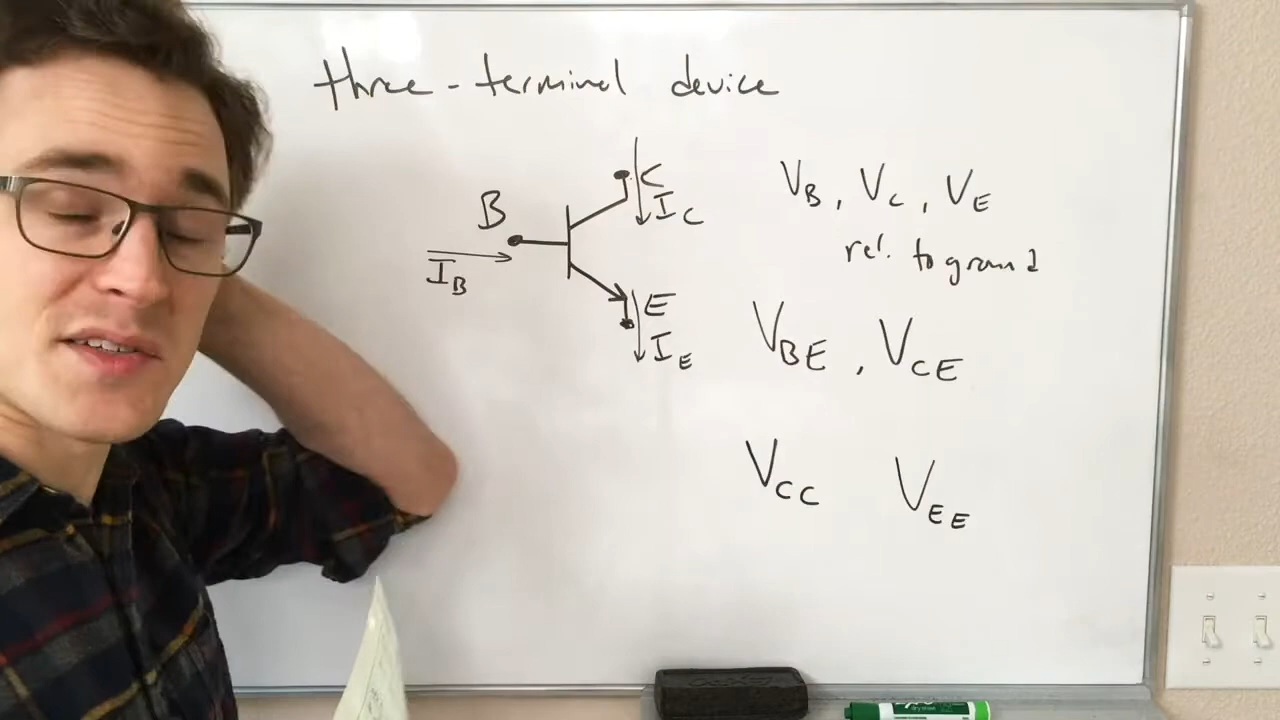 three-terminal device
C
B
I_C
I_B
E
I_E
V_B, V_C, V_E
rel. to ground
V_BE, V_CE
V_CC V_EE